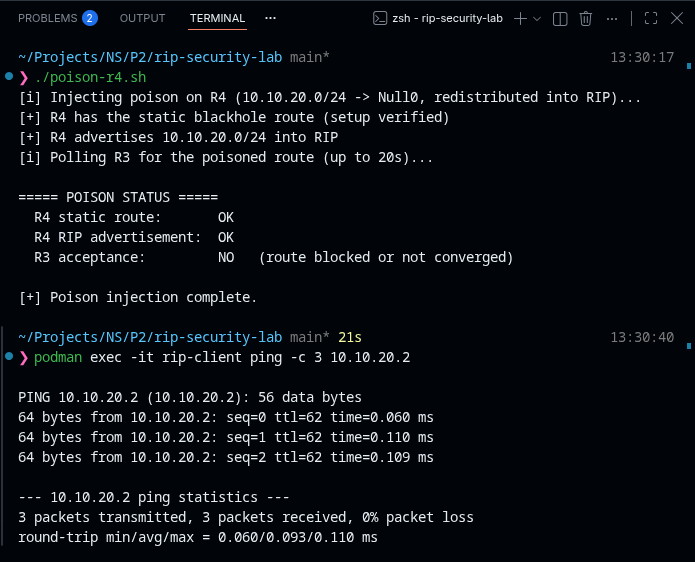 PROBLEMS 2 OUTPUT TERMINAL ··· zsh - rip-security-lab
~/Projects/NS/P2/rip-security-lab main* 13:30:17
❯ ./poison-r4.sh
[i] Injecting poison on R4 (10.10.20.0/24 -> Null0, redistributed into RIP)...
[+] R4 has the static blackhole route (setup verified)
[+] R4 advertises 10.10.20.0/24 into RIP
[i] Polling R3 for the poisoned route (up to 20s)...
===== POISON STATUS =====
R4 static route: OK
R4 RIP advertisement: OK
R3 acceptance: NO (route blocked or not converged)
[+] Poison injection complete.
~/Projects/NS/P2/rip-security-lab main* 21s 13:30:40
❯ podman exec -it rip-client ping -c 3 10.10.20.2
PING 10.10.20.2 (10.10.20.2): 56 data bytes
64 bytes from 10.10.20.2: seq=0 ttl=62 time=0.060 ms
64 bytes from 10.10.20.2: seq=1 ttl=62 time=0.110 ms
64 bytes from 10.10.20.2: seq=2 ttl=62 time=0.109 ms
--- 10.10.20.2 ping statistics ---
3 packets transmitted, 3 packets received, 0% packet loss
round-trip min/avg/max = 0.060/0.093/0.110 ms